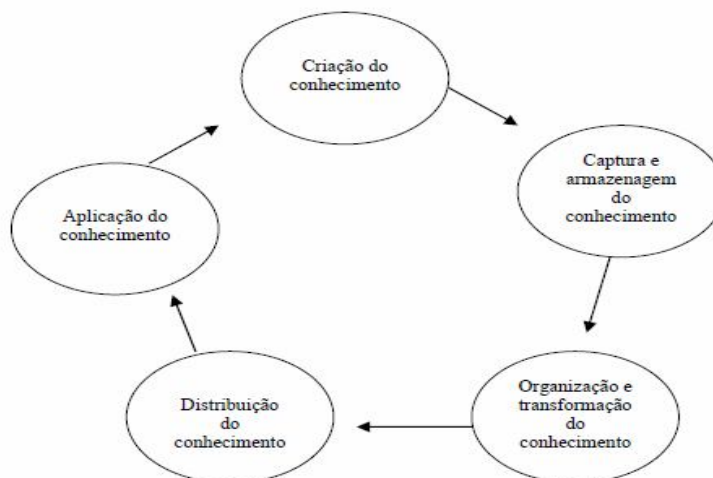 Criação do
conhecimento
Captura e
armazenagem
do
conhecimento
Organização e
transformação
do
conhecimento
Distribuição
do
conhecimento
Aplicação do
conhecimento